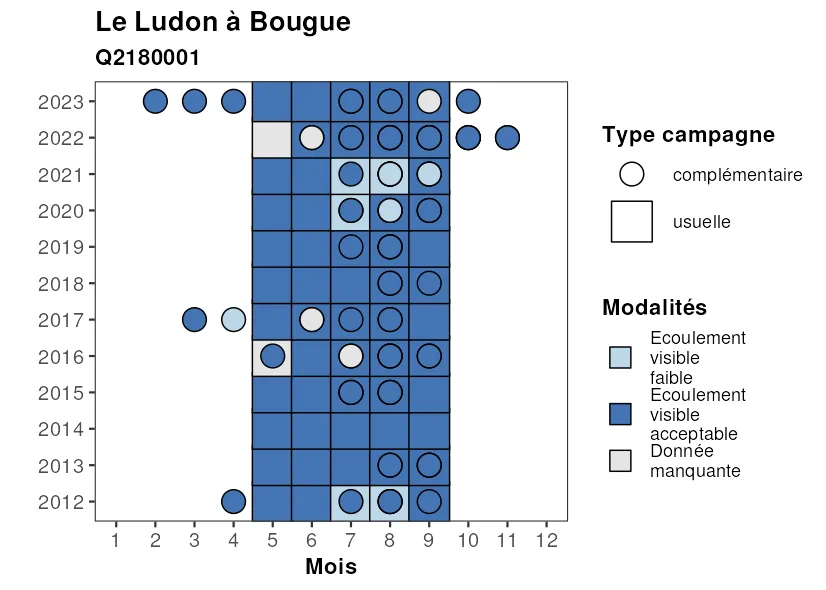 Le Ludon à Bougue
Q2180001
2023
2022
2021
2020
2019
2018
2017
2016
2015
2014
2013
2012
1 2 3 4 5 6 7 8 9 10 11 12
Mois
Type campagne
complémentaire
usuelle
Modalités
Ecoulement
visible
faible
Ecoulement
visible
acceptable
Donnée
manquante